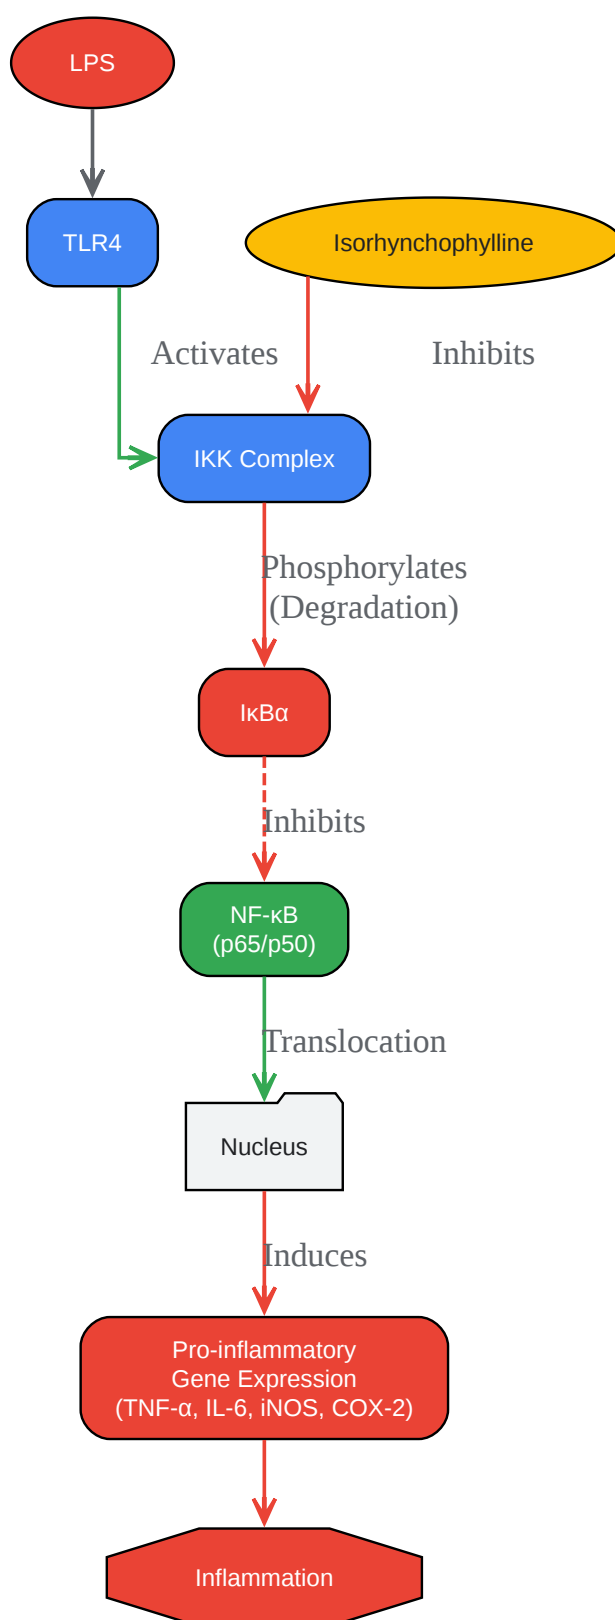 LPS
TLR4
Isorhynchophylline
Activates
Inhibits
IKK Complex
Phosphorylates
(Degradation)
IκBα
Inhibits
NF-κB
(p65/p50)
Translocation
Nucleus
Induces
Pro-inflammatory
Gene Expression
(TNF-α, IL-6, iNOS, COX-2)
Inflammation